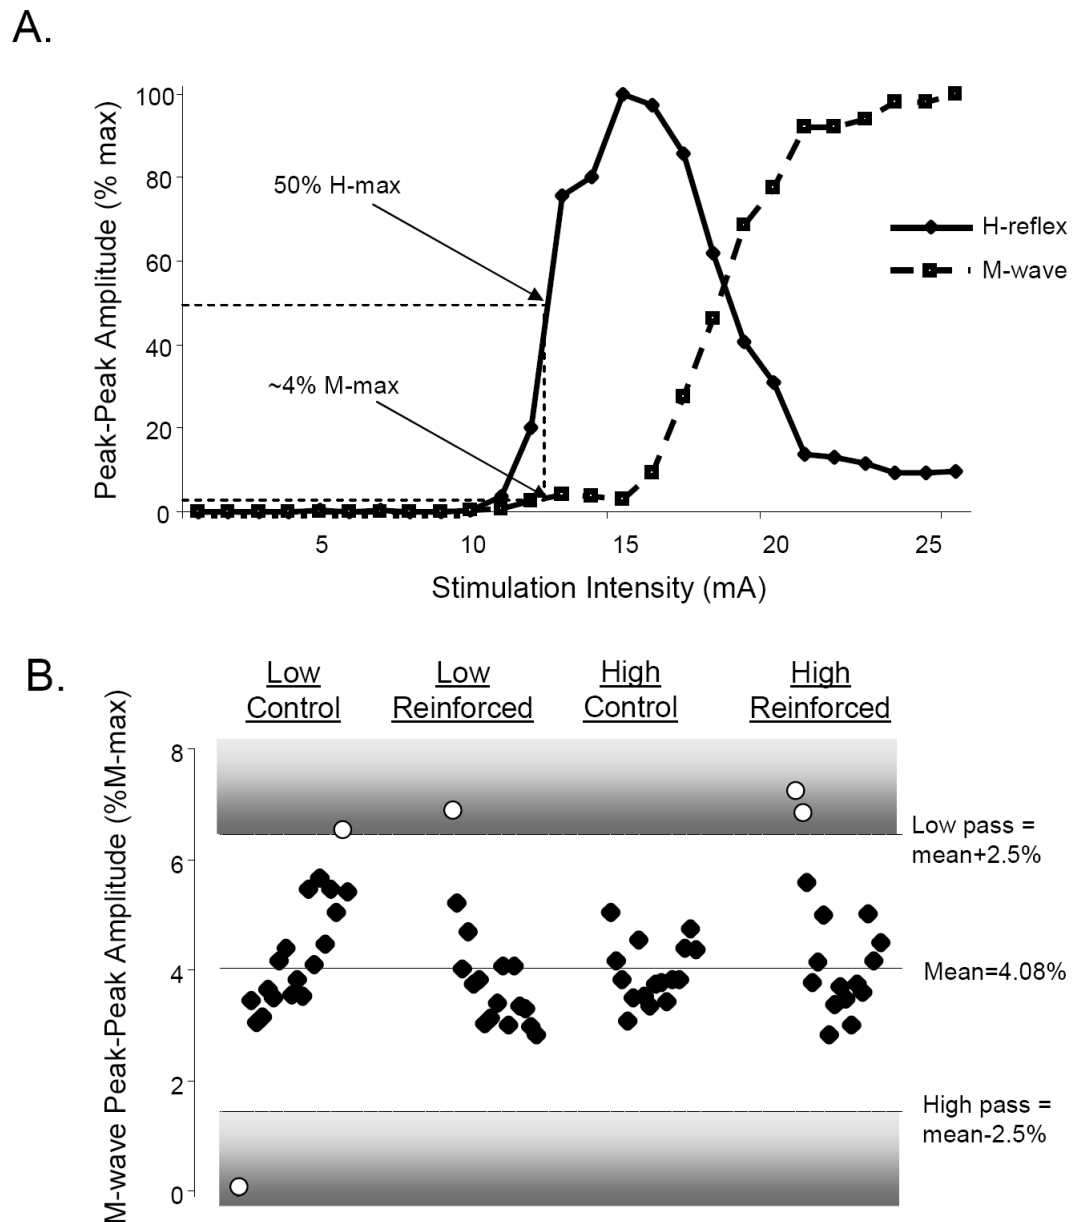 A.
Peak-Peak Amplitude (% max)
100
80
60
40
20
0
50% H-max
~4% M-max
H-reflex
M-wave
5 10 15 20 25
Stimulation Intensity (mA)
B.
Low Low High High
Control Reinforced Control Reinforced
M-wave Peak-Peak Amplitude (%M-max)
8
6
4
2
0
Low pass =
mean+2.5%
Mean=4.08%
High pass =
mean-2.5%